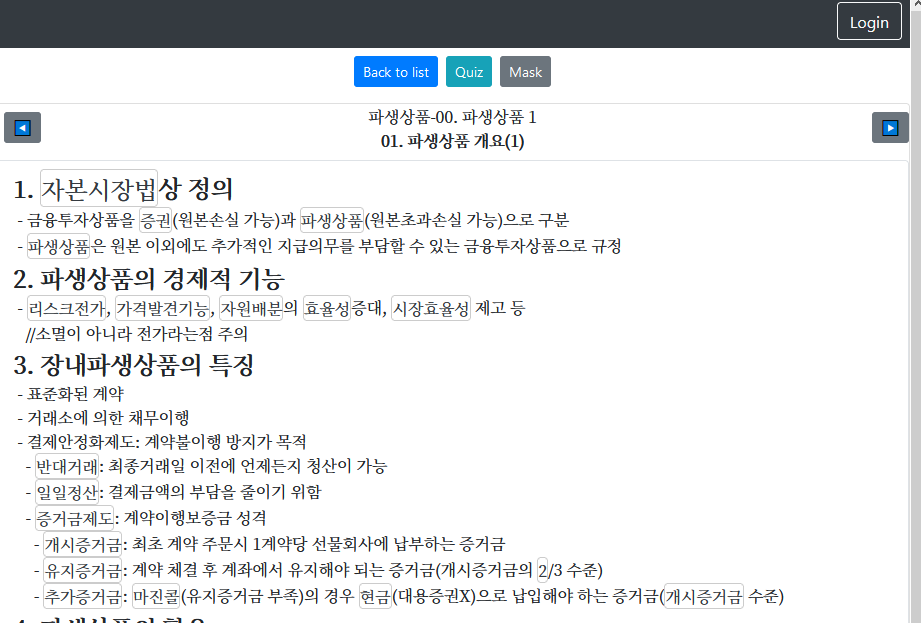 Login
Back to list Quiz Mask
파생상품-00. 파생상품 1
01. 파생상품 개요(1)
1. 자본시장법상 정의
- 금융투자상품을 증권(원본손실 가능)과 파생상품(원본초과손실 가능)으로 구분
- 파생상품은 원본 이외에도 추가적인 지급의무를 부담할 수 있는 금융투자상품으로 규정
2. 파생상품의 경제적 기능
- 리스크전가, 가격발견기능, 자원배분의 효율성증대, 시장효율성 제고 등
//소멸이 아니라 전가라는점 주의
3. 장내파생상품의 특징
- 표준화된 계약
- 거래소에 의한 채무이행
- 결제안정화제도: 계약불이행 방지가 목적
- 반대거래: 최종거래일 이전에 언제든지 청산이 가능
- 일일정산: 결제금액의 부담을 줄이기 위함
- 증거금제도: 계약이행보증금 성격
- 개시증거금: 최초 계약 주문시 1계약당 선물회사에 납부하는 증거금
- 유지증거금: 계약 체결 후 계좌에서 유지해야 되는 증거금(개시증거금의 2/3 수준)
- 추가증거금: 마진콜(유지증거금 부족)의 경우 현금(대용증권X)으로 납입해야 하는 증거금(개시증거금 수준)